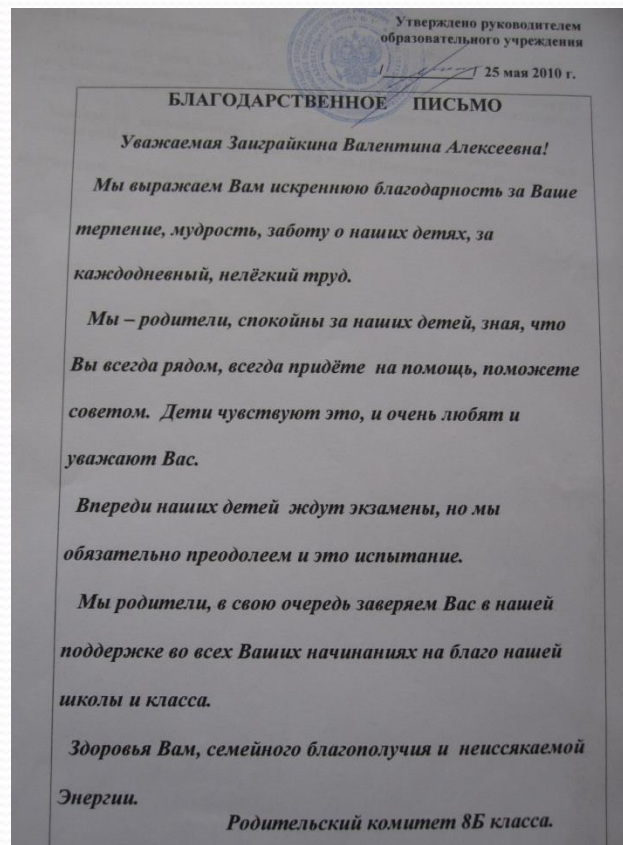 Утверждено руководителем
образовательного учреждения
/____________/ 25 мая 2010 г.
БЛАГОДАРСТВЕННОЕ ПИСЬМО
Уважаемая Заиграйкина Валентина Алексеевна!
Мы выражаем Вам искреннюю благодарность за Ваше
терпение, мудрость, заботу о наших детях, за
каждодневный, нелёгкий труд.
Мы – родители, спокойны за наших детей, зная, что
Вы всегда рядом, всегда придёте на помощь, поможете
советом. Дети чувствуют это, и очень любят и
уважают Вас.
Впереди наших детей ждут экзамены, но мы
обязательно преодолеем и это испытание.
Мы родители, в свою очередь заверяем Вас в нашей
поддержке во всех Ваших начинаниях на благо нашей
школы и класса.
Здоровья Вам, семейного благополучия и неиссякаемой
Энергии.
Родительский комитет 8Б класса.